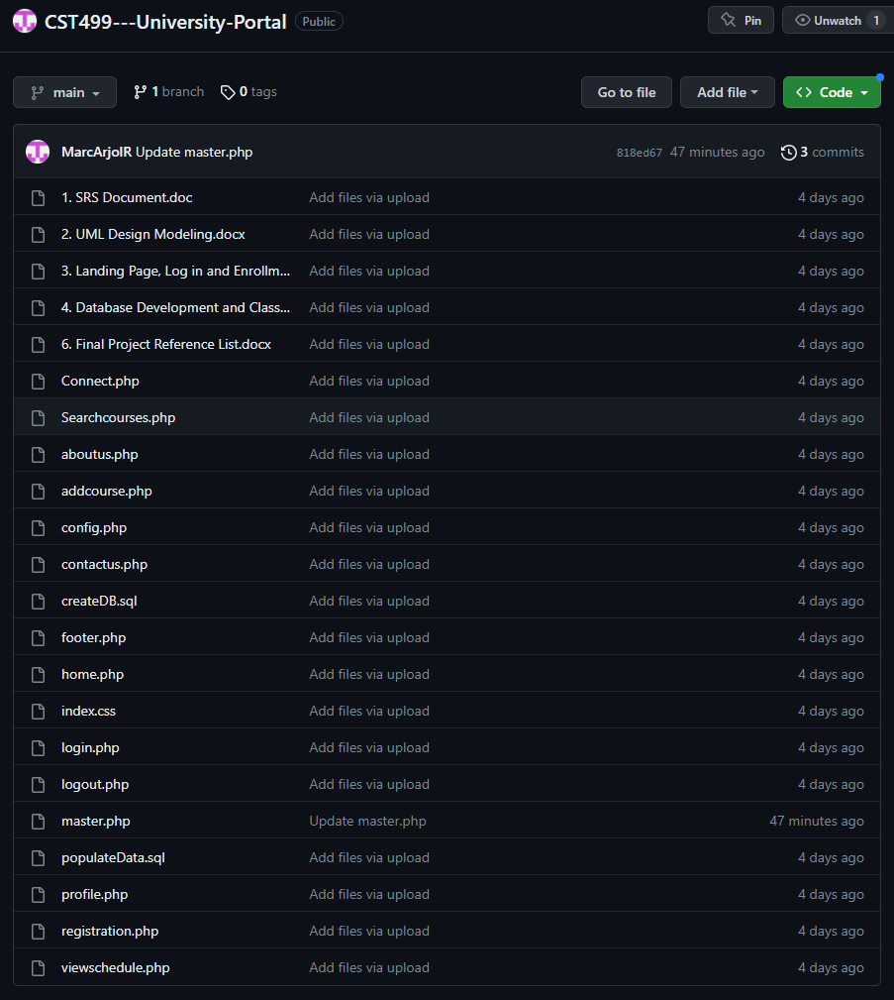 CST499---University-Portal Public Pin Unwatch 1
main 1 branch 0 tags Go to file Add file Code
MarcArjolR Update master.php 818ed67 47 minutes ago 3 commits
1. SRS Document.doc Add files via upload 4 days ago
2. UML Design Modeling.docx Add files via upload 4 days ago
3. Landing Page, Log in and Enrollm... Add files via upload 4 days ago
4. Database Development and Class... Add files via upload 4 days ago
6. Final Project Reference List.docx Add files via upload 4 days ago
Connect.php Add files via upload 4 days ago
Searchcourses.php Add files via upload 4 days ago
aboutus.php Add files via upload 4 days ago
addcourse.php Add files via upload 4 days ago
config.php Add files via upload 4 days ago
contactus.php Add files via upload 4 days ago
createDB.sql Add files via upload 4 days ago
footer.php Add files via upload 4 days ago
home.php Add files via upload 4 days ago
index.css Add files via upload 4 days ago
login.php Add files via upload 4 days ago
logout.php Add files via upload 4 days ago
master.php Update master.php 47 minutes ago
populateData.sql Add files via upload 4 days ago
profile.php Add files via upload 4 days ago
registration.php Add files via upload 4 days ago
viewschedule.php Add files via upload 4 days ago